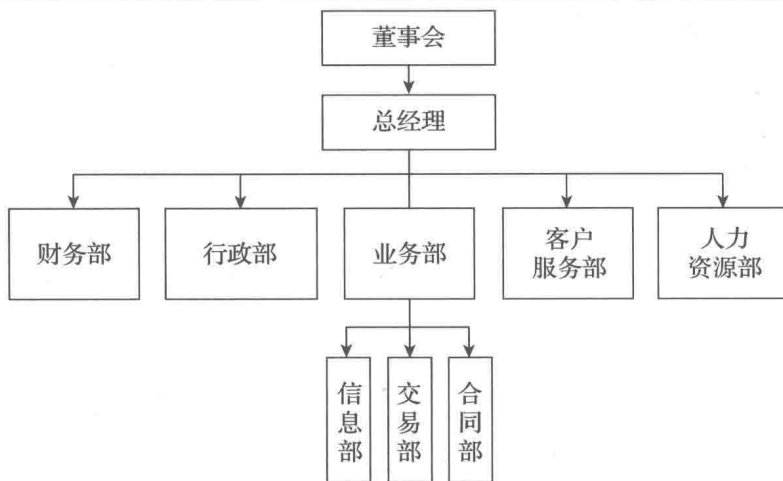 董事会
总经理
财务部
行政部
业务部
客户
服务部
人力
资源部
信息部
交易部
合同部